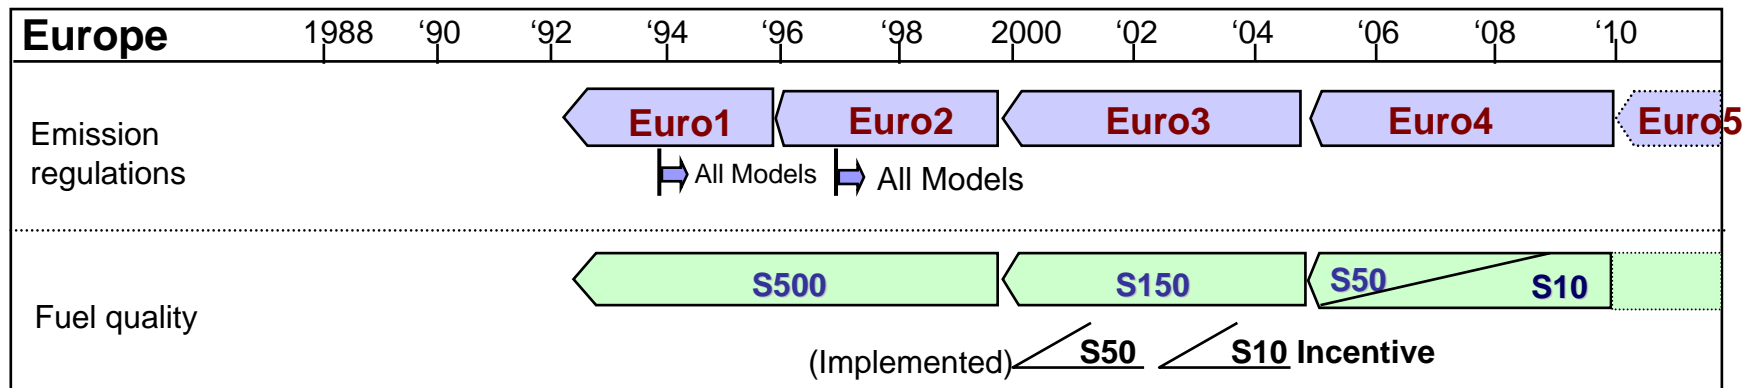 Europe 1988 ‘90 ‘92 ‘94 ‘96 ‘98 2000 ‘02 ‘04 ‘06 ‘08 ‘10
Euro1 Euro2 Euro3 Euro4 Euro5
Emission
regulations
All Models All Models
S500 S150 S50 S10
Fuel quality
(Implemented) S50 S10 Incentive